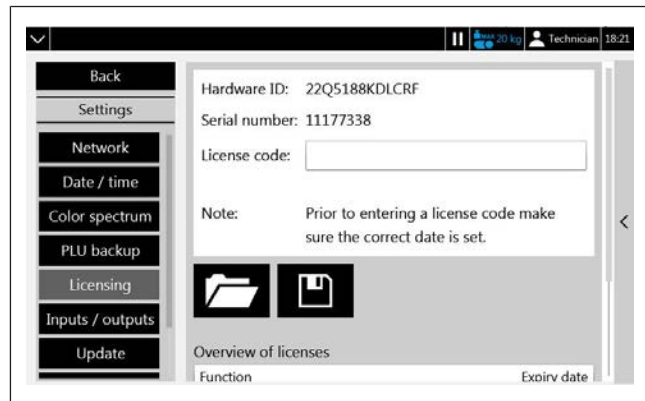 MAX 20 kg Technician 18:21
Back
Settings
Network
Date / time
Color spectrum
PLU backup
Licensing
Inputs / outputs
Update
Hardware ID: 22Q5188KDLCRF
Serial number: 11177338
License code:
Note: Prior to entering a license code make
sure the correct date is set.
Overview of licenses
Function Expiry date